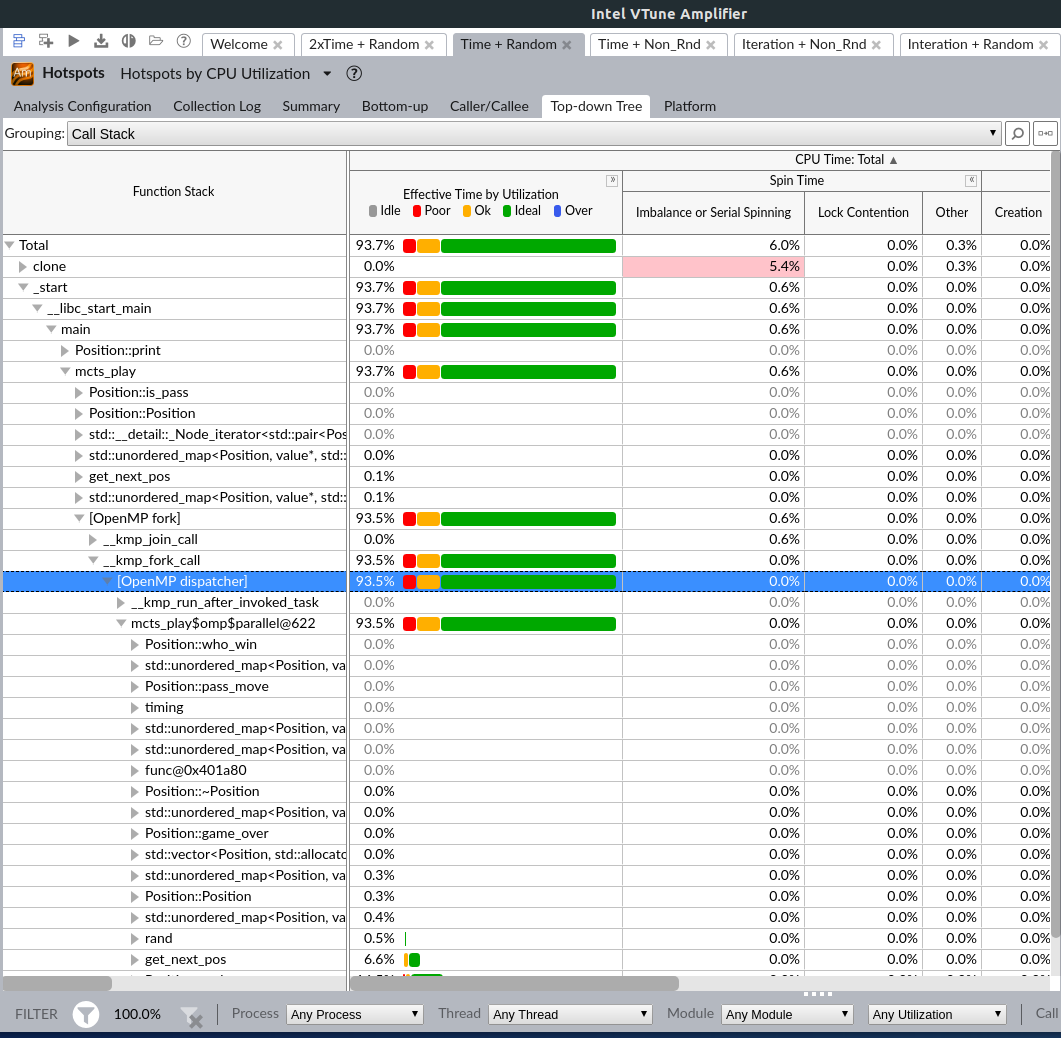 Intel VTune Amplifier
Welcome 2xTime + Random Time + Random Time + Non_Rnd Iteration + Non_Rnd Interation + Random
Am Hotspots Hotspots by CPU Utilization
Analysis Configuration Collection Log Summary Bottom-up Caller/Callee Top-down Tree Platform
Grouping: Call Stack
CPU Time: Total
Function Stack Effective Time by Utilization Spin Time
Idle Poor Ok Ideal Over Imbalance or Serial Spinning Lock Contention Other Creation
Total 93.7% 6.0% 0.0% 0.3% 0.0%
clone 0.0% 5.4% 0.0% 0.3% 0.0%
_start 93.7% 0.6% 0.0% 0.0% 0.0%
__libc_start_main 93.7% 0.6% 0.0% 0.0% 0.0%
main 93.7% 0.6% 0.0% 0.0% 0.0%
Position::print 0.0% 0.0% 0.0% 0.0% 0.0%
mcts_play 93.7% 0.6% 0.0% 0.0% 0.0%
Position::is_pass 0.0% 0.0% 0.0% 0.0% 0.0%
Position::Position 0.0% 0.0% 0.0% 0.0% 0.0%
std::__detail::_Node_iterator<std::pair<Pos 0.0% 0.0% 0.0% 0.0% 0.0%
std::unordered_map<Position, value*, std:: 0.0% 0.0% 0.0% 0.0% 0.0%
get_next_pos 0.1% 0.0% 0.0% 0.0% 0.0%
std::unordered_map<Position, value*, std:: 0.1% 0.0% 0.0% 0.0% 0.0%
[OpenMP fork] 93.5% 0.6% 0.0% 0.0% 0.0%
__kmp_join_call 0.0% 0.6% 0.0% 0.0% 0.0%
__kmp_fork_call 93.5% 0.0% 0.0% 0.0% 0.0%
[OpenMP dispatcher] 93.5% 0.0% 0.0% 0.0% 0.0%
__kmp_run_after_invoked_task 0.0% 0.0% 0.0% 0.0% 0.0%
mcts_play$omp$parallel@622 93.5% 0.0% 0.0% 0.0% 0.0%
Position::who_win 0.0% 0.0% 0.0% 0.0% 0.0%
std::unordered_map<Position, va 0.0% 0.0% 0.0% 0.0% 0.0%
Position::pass_move 0.0% 0.0% 0.0% 0.0% 0.0%
timing 0.0% 0.0% 0.0% 0.0% 0.0%
std::unordered_map<Position, va 0.0% 0.0% 0.0% 0.0% 0.0%
std::unordered_map<Position, va 0.0% 0.0% 0.0% 0.0% 0.0%
func@0x401a80 0.0% 0.0% 0.0% 0.0% 0.0%
Position::~Position 0.0% 0.0% 0.0% 0.0% 0.0%
std::unordered_map<Position, va 0.0% 0.0% 0.0% 0.0% 0.0%
Position::game_over 0.0% 0.0% 0.0% 0.0% 0.0%
std::vector<Position, std::allocato 0.0% 0.0% 0.0% 0.0% 0.0%
std::unordered_map<Position, va 0.3% 0.0% 0.0% 0.0% 0.0%
Position::Position 0.3% 0.0% 0.0% 0.0% 0.0%
std::unordered_map<Position, va 0.4% 0.0% 0.0% 0.0% 0.0%
rand 0.5% 0.0% 0.0% 0.0% 0.0%
get_next_pos 6.6% 0.0% 0.0% 0.0% 0.0%
FILTER 100.0% Process Any Process Thread Any Thread Module Any Module Any Utilization Call